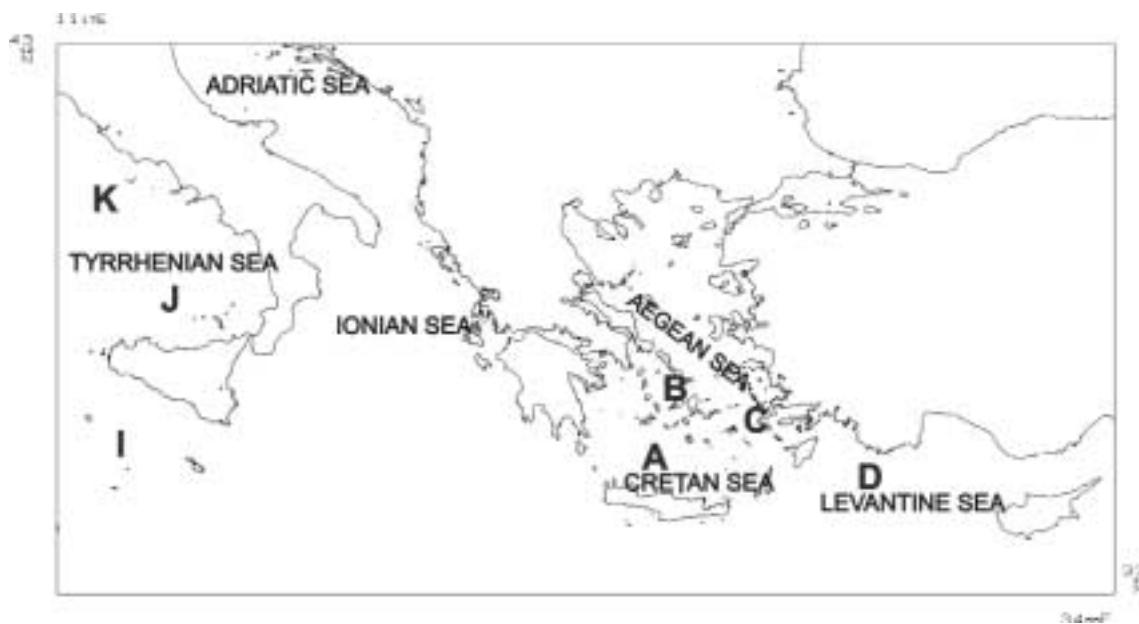 ADRIATIC SEA
K
TYRRHENIAN SEA
J
IONIAN SEA
AEGEAN SEA
B
C
I
A
CRETAN SEA
D
LEVANTINE SEA